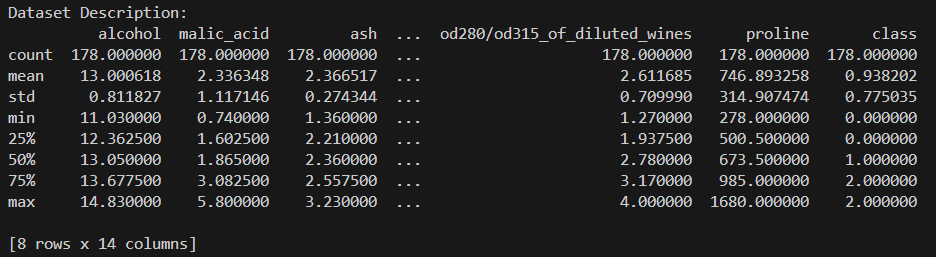 Dataset Description:
alcohol malic_acid ash ... od280/od315_of_diluted_wines proline class
count 178.000000 178.000000 178.000000 ... 178.000000 178.000000 178.000000
mean 13.000618 2.336348 2.366517 ... 2.611685 746.893258 0.938202
std 0.811827 1.117146 0.274344 ... 0.709990 314.907474 0.775035
min 11.030000 0.740000 1.360000 ... 1.270000 278.000000 0.000000
25% 12.362500 1.602500 2.210000 ... 1.937500 500.500000 0.000000
50% 13.050000 1.865000 2.360000 ... 2.780000 673.500000 1.000000
75% 13.677500 3.082500 2.557500 ... 3.170000 985.000000 2.000000
max 14.830000 5.800000 3.230000 ... 4.000000 1680.000000 2.000000
[8 rows x 14 columns]